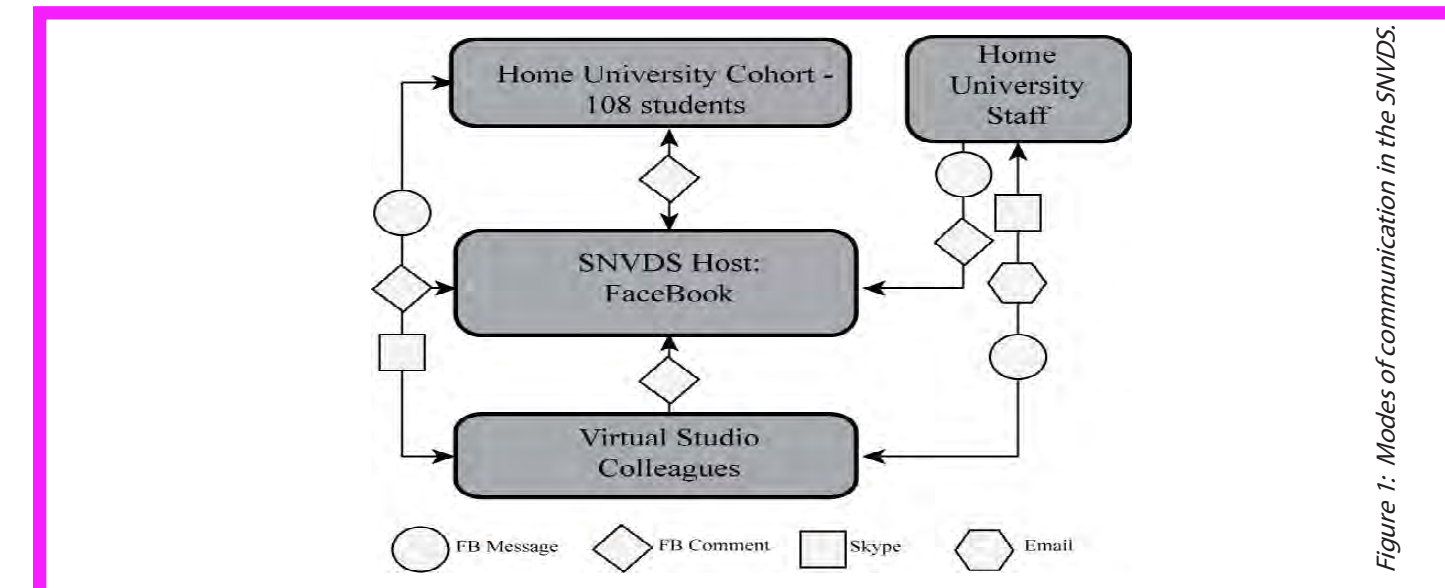 Home University Cohort -
108 students
Home
University
Staff
SNVDS Host:
FaceBook
Virtual Studio
Colleagues
FB Message
FB Comment
Skype
Email
Figure 1: Modes of communication in the SNVDS.